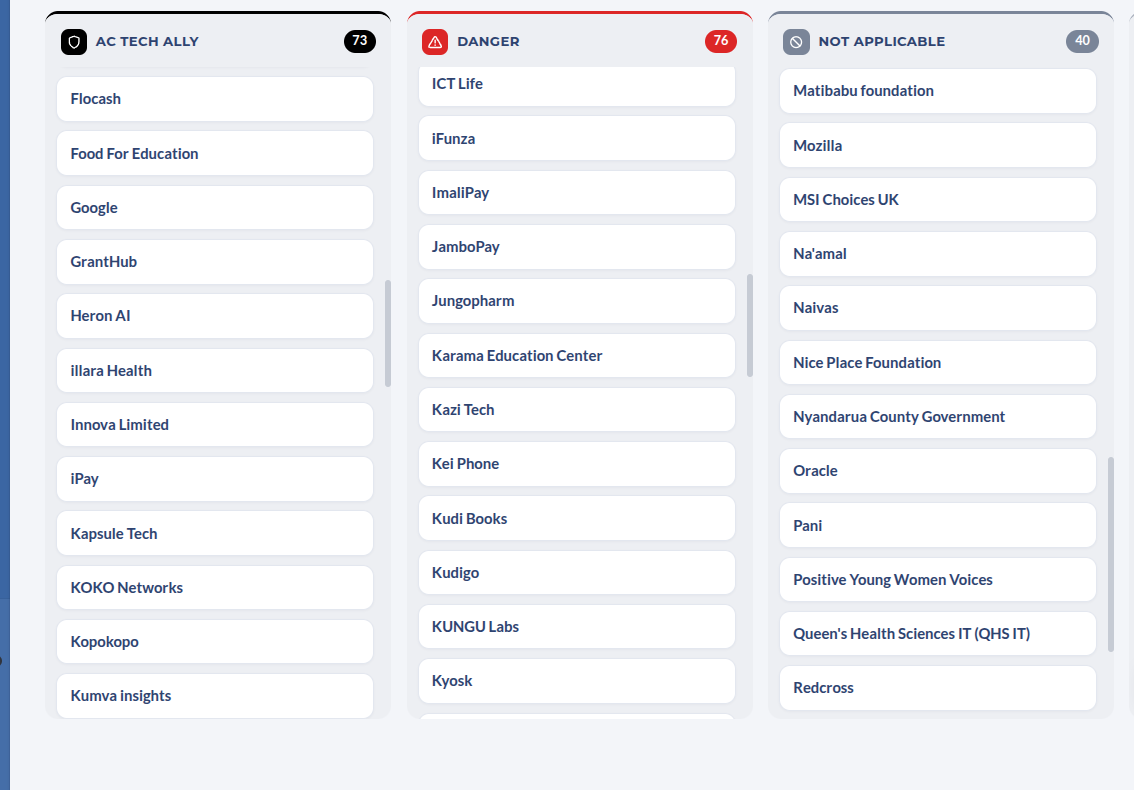 AC TECH ALLY 73
Flocash
Food For Education
Google
GrantHub
Heron AI
illara Health
Innova Limited
iPay
Kapsule Tech
KOKO Networks
Kopokopo
Kumva insights
DANGER 76
ICT Life
iFunza
ImaliPay
JamboPay
Jungopharm
Karama Education Center
Kazi Tech
Kei Phone
Kudi Books
Kudigo
KUNGU Labs
Kyosk
NOT APPLICABLE 40
Matibabu foundation
Mozilla
MSI Choices UK
Na'amal
Naivas
Nice Place Foundation
Nyandarua County Government
Oracle
Pani
Positive Young Women Voices
Queen's Health Sciences IT (QHS IT)
Redcross